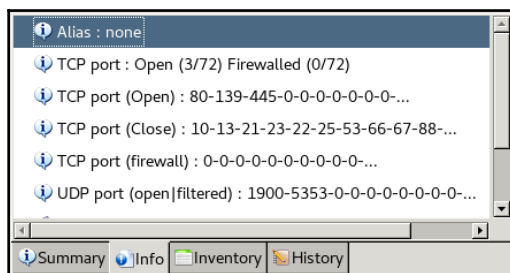 Alias : none
TCP port : Open (3/72) Firewalled (0/72)
TCP port (Open) : 80-139-445-0-0-0-0-0-0-0-...
TCP port (Close) : 10-13-21-23-22-25-53-66-67-88-...
TCP port (firewall) : 0-0-0-0-0-0-0-0-0-0-...
UDP port (open|filtered) : 1900-5353-0-0-0-0-0-0-0-0-...
Summary Info Inventory History